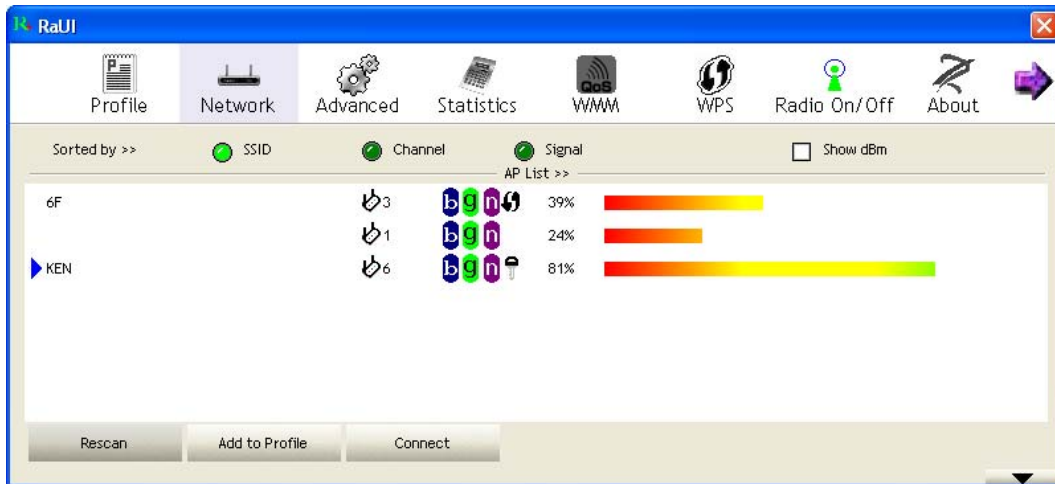 RaUI
Profile Network Advanced Statistics QoS WMM WPS Radio On/Off About
Sorted by >> SSID Channel Signal Show dBm
AP List >>
6F 3 b g n 39%
1 b g n 24%
KEN 6 b g n 81%
Rescan Add to Profile Connect